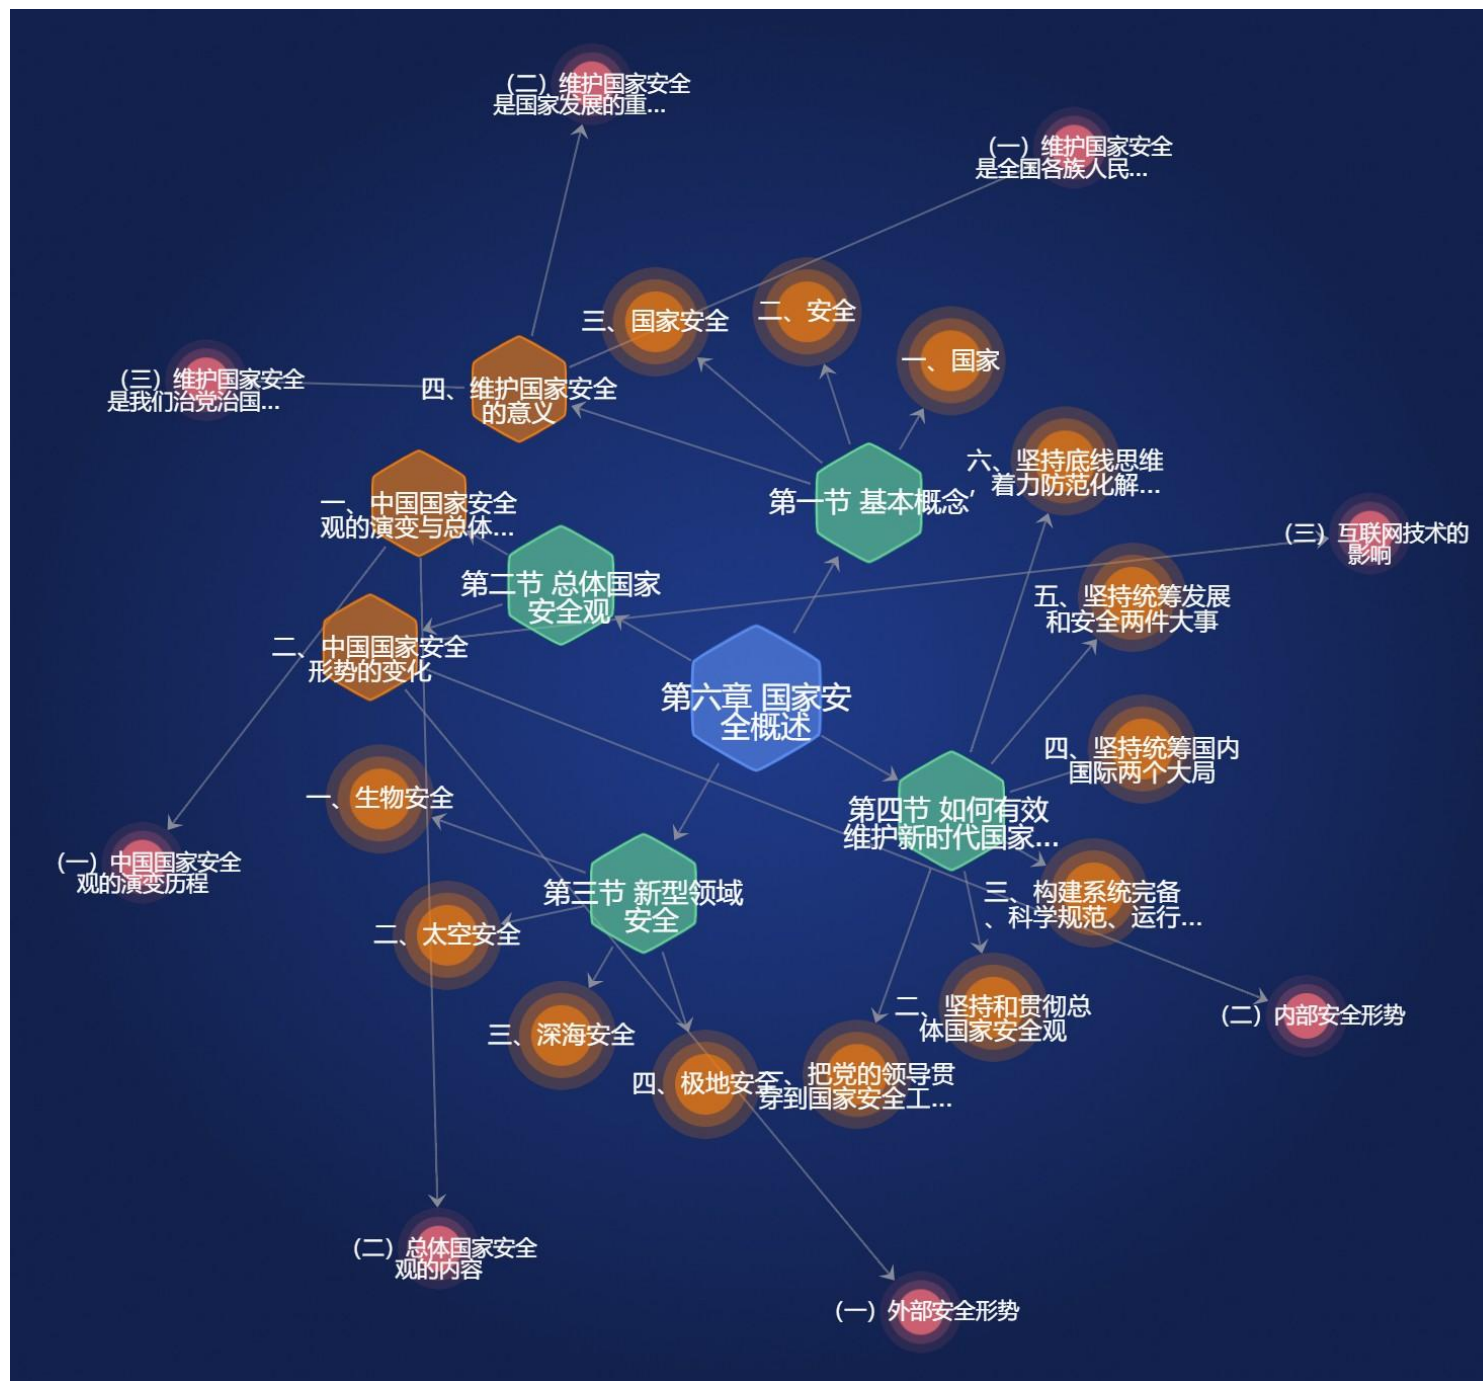 （二）维护国家安全
是国家发展的重...
（一）维护国家安全
是全国各族人民...
三、国家安全
二、安全
一、国家
（三）维护国家安全
是我们治党治国...
四、维护国家安全
的意义
六、坚持底线思维
着力防范化解...
一、中国国家安全
观的演变与总体...
第一节 基本概念’
（三）互联网技术的
影响
第二节 总体国家
安全观
五、坚持统筹发展
和安全两件大事
二、中国国家安全
形势的变化
第六章 国家安
全概述
四、坚持统筹国内
国际两个大局
一、生物安全
第四节 如何有效
维护新时代国家...
（一）中国国家安全
观的演变历程
第三节 新型领域
安全
三、构建系统完备
、科学规范、运行...
二、太空安全
二、坚持和贯彻总
体国家安全观
（二）内部安全形势
三、深海安全
四、极地安全
一、把党的领导贯
穿到国家安全工...
（二）总体国家安全
观的内容
（一）外部安全形势